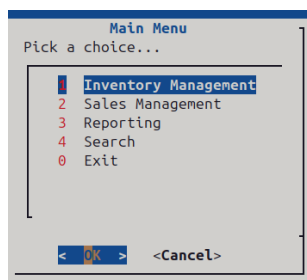 Main Menu
Pick a choice...
1 Inventory Management
2 Sales Management
3 Reporting
4 Search
0 Exit
< OK > <Cancel>